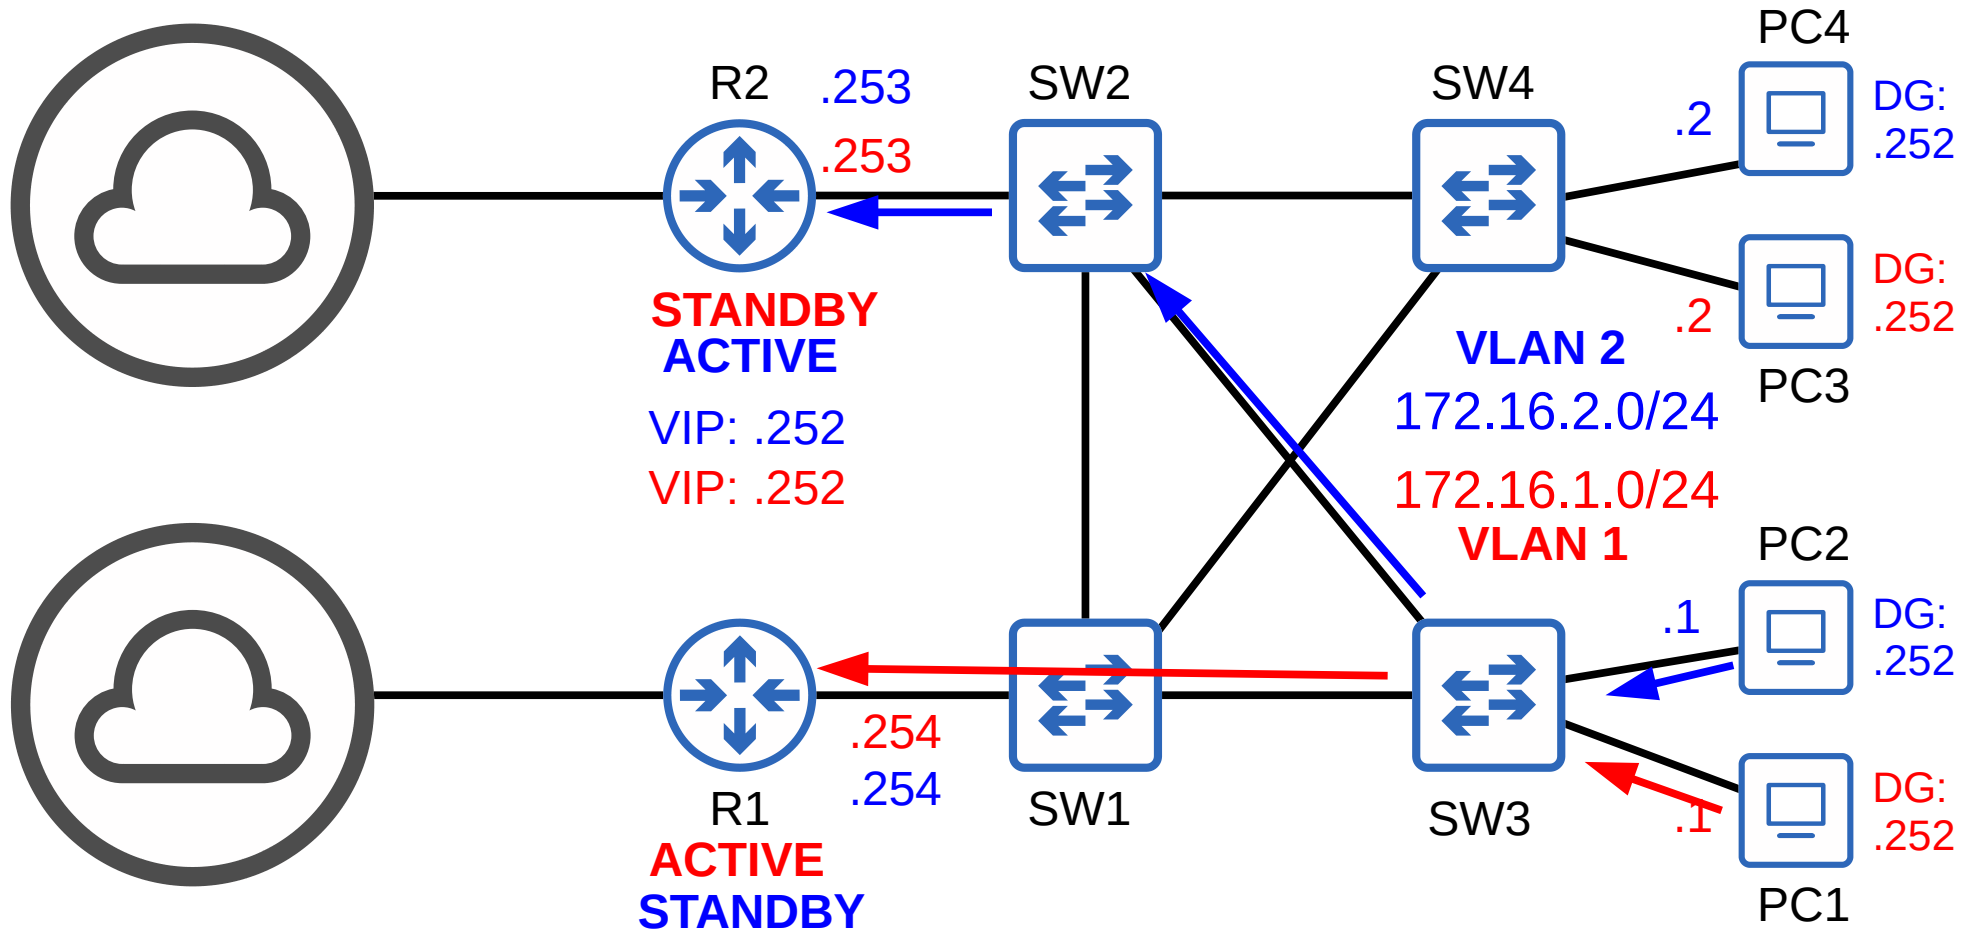 PC4
R2
.253
SW2
SW4
DG:
.252
.2
.253
DG:
.252
.2
STANDBY
ACTIVE
VLAN 2
PC3
172.16.2.0/24
VIP: .252
VIP: .252
172.16.1.0/24
VLAN 1
PC2
.1
DG:
.252
.254
.254
DG:
.252
.1
R1
SW1
SW3
ACTIVE
STANDBY
PC1